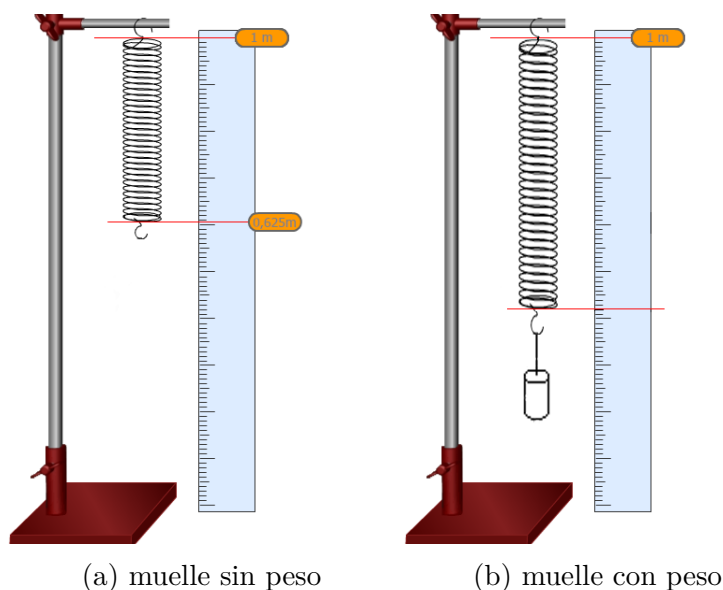 1 m
1 m
0,625m
(a) muelle sin peso
(b) muelle con peso